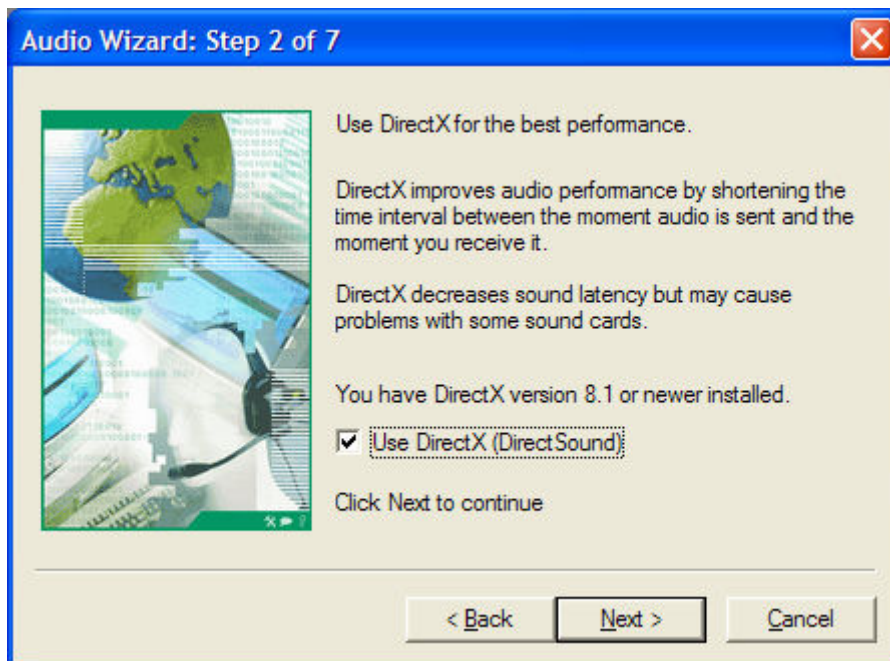 Audio Wizard: Step 2 of 7
Use DirectX for the best performance.
DirectX improves audio performance by shortening the
time interval between the moment audio is sent and the
moment you receive it.
DirectX decreases sound latency but may cause
problems with some sound cards.
You have DirectX version 8.1 or newer installed.
Use DirectX (DirectSound)
Click Next to continue
< Back
Next >
Cancel